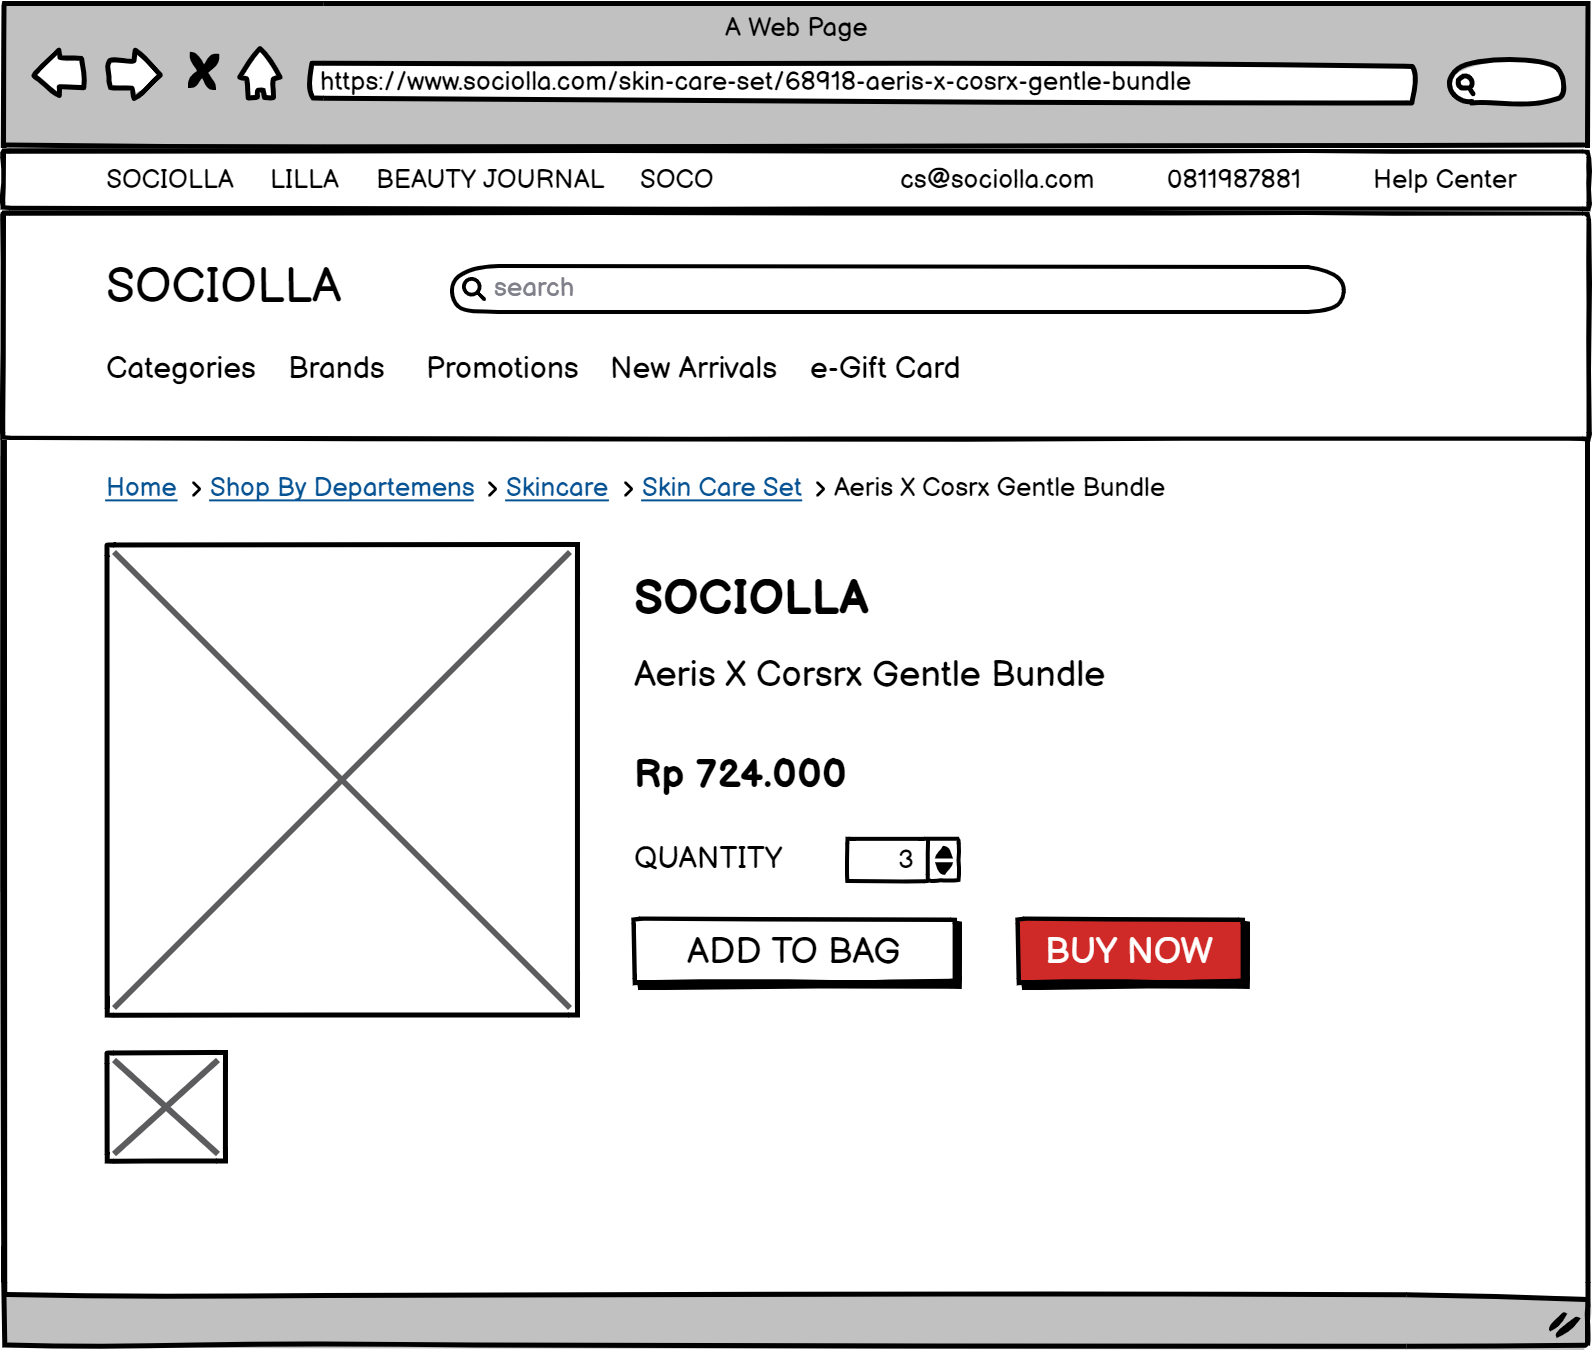 A Web Page
https://www.sociolla.com/skin-care-set/68918-aeris-x-cosrx-gentle-bundle
SOCIOLLA LILLA BEAUTY JOURNAL SOCO cs@sociolla.com 0811987881 Help Center
SOCIOLLA search
Categories Brands Promotions New Arrivals e-Gift Card
Home > Shop By Departemens > Skincare > Skin Care Set > Aeris X Cosrx Gentle Bundle
SOCIOLLA
Aeris X Corsrx Gentle Bundle
Rp 724.000
QUANTITY 3
ADD TO BAG BUY NOW